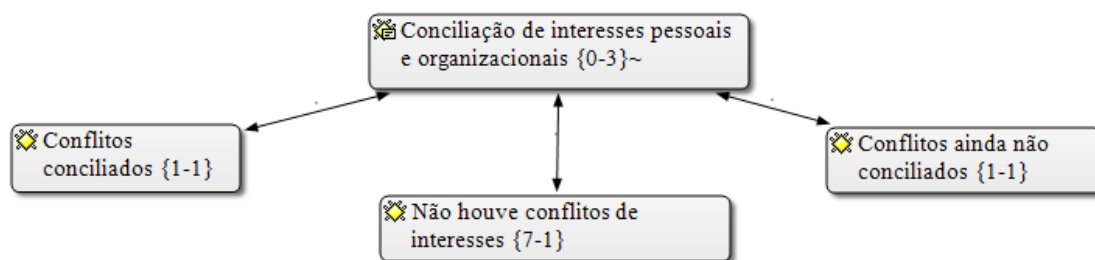 Conciliação de interesses pessoais
e organizacionais {0-3}~
Conflitos
conciliados {1-1}
Não houve conflitos de
interesses {7-1}
Conflitos ainda não
conciliados {1-1}